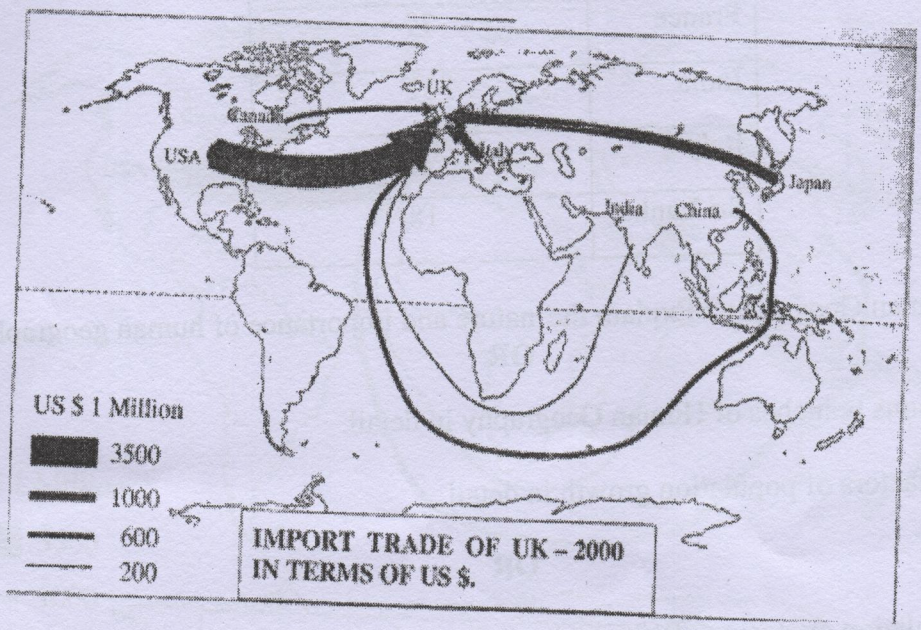 UK
Canada
USA
Italy
Japan
India China
US $ 1 Million
3500
1000
600
200
IMPORT TRADE OF UK – 2000
IN TERMS OF US $.